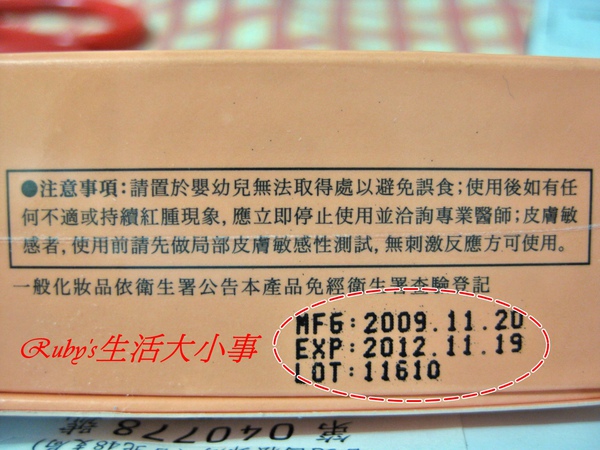 ●注意事項:請置於嬰幼兒無法取得處以避免誤食;使用後如有任
何不適或持續紅腫現象,應立即停止使用並洽詢專業醫師;皮膚敏
感者,使用前請先做局部皮膚敏感性測試,無刺激反應方可使用。
一般化妝品依衛生署公告本產品免經衛生署查驗登記
MFG:2009.11.20
EXP:2012.11.19
LOT:11610
Ruby's生活大小事
第 040778 號